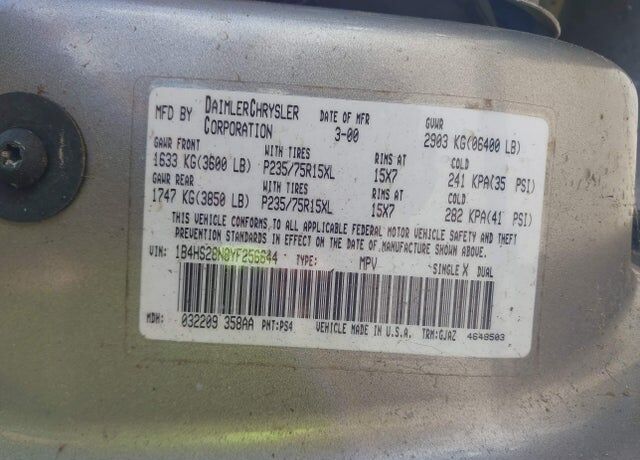 MFD BY DAIMLERCHRYSLER CORPORATION DATE OF MFR 3-00 GVWR 2903 KG(06400 LB)
GAWR FRONT WITH TIRES RIMS AT COLD
1633 KG(3600 LB) P235/75R15XL 15X7 241 KPA(35 PSI)
GAWR REAR WITH TIRES RIMS AT COLD
1747 KG(3850 LB) P235/75R15XL 15X7 282 KPA(41 PSI)
THIS VEHICLE CONFORMS TO ALL APPLICABLE FEDERAL MOTOR VEHICLE SAFETY AND THEFT
PREVENTION STANDARDS IN EFFECT ON THE DATE OF MANUFACTURE SHOWN ABOVE.
VIN: 1B4HS28N0YF256644 TYPE: MPV SINGLE X DUAL
MDH: 032209 358AA PNT:PS4 VEHICLE MADE IN U.S.A. TRM:GJAZ 4648503